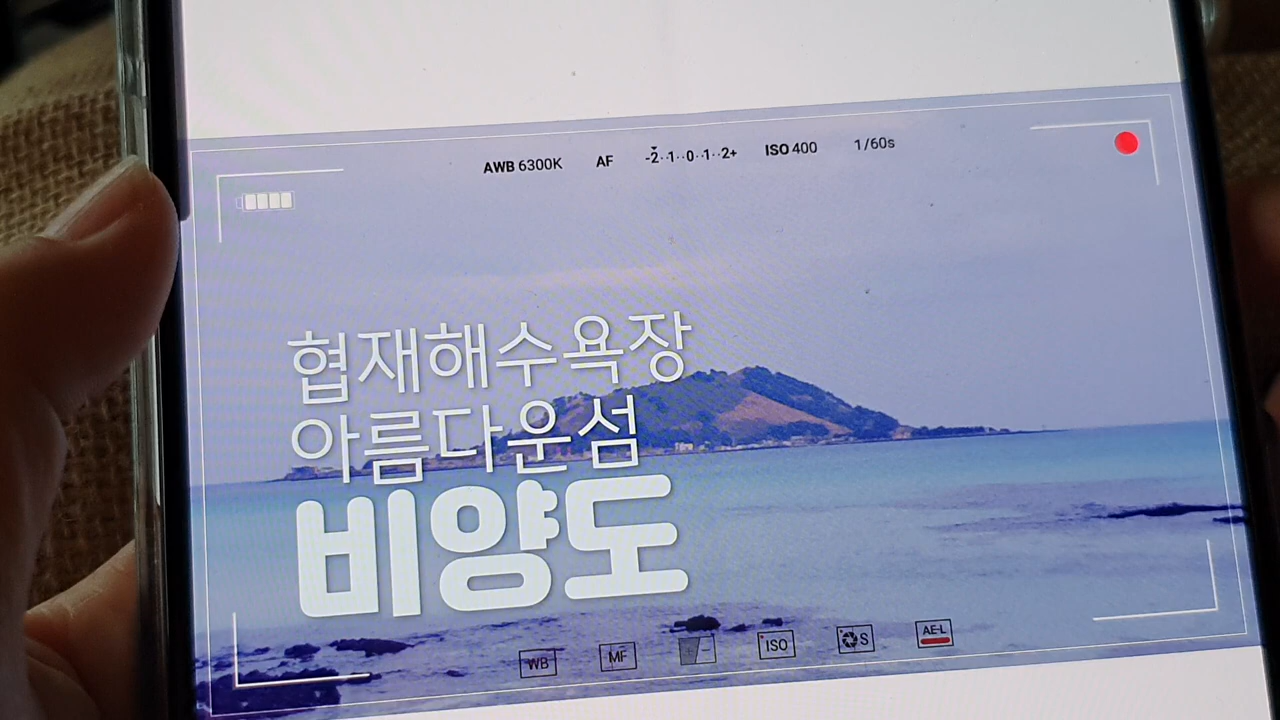 AWB 6300K AF -2··1··0··1··2+ ISO 400 1/60s
협재해수욕장
아름다운섬
비양도
WB MF ISO S AE-L